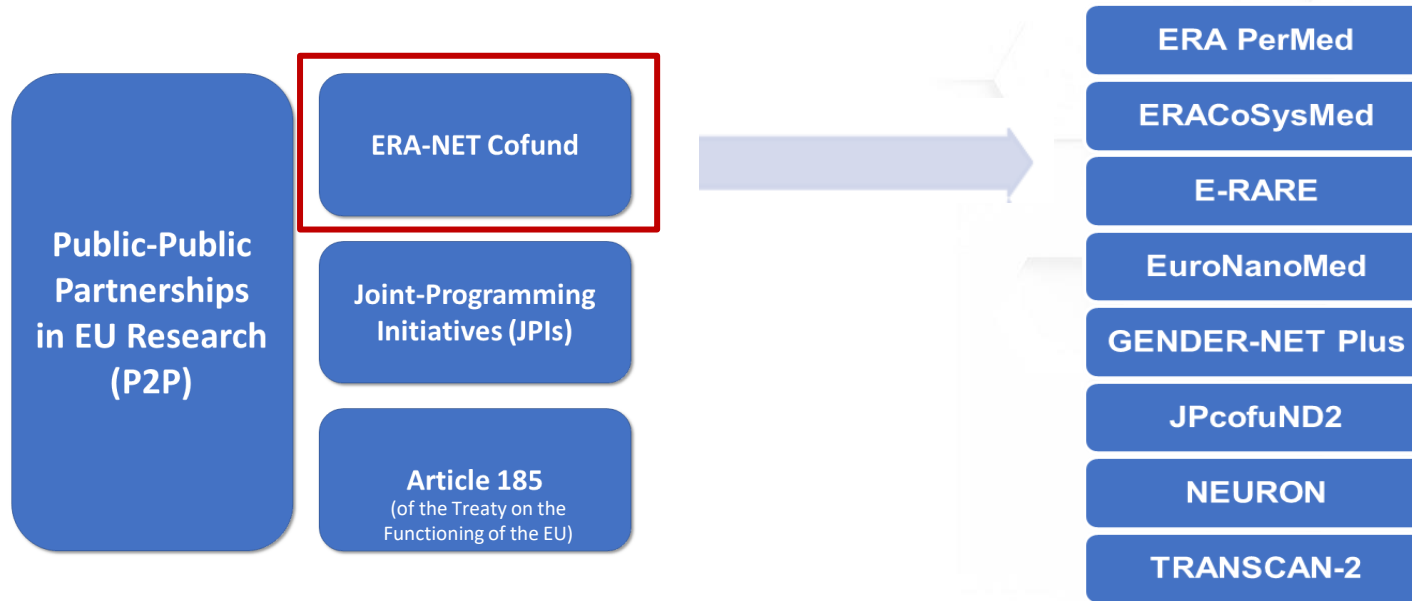 Public-Public
Partnerships
in EU Research
(P2P)
ERA-NET Cofund
Joint-Programming
Initiatives (JPIs)
Article 185
(of the Treaty on the
Functioning of the EU)
ERA PerMed
ERACoSysMed
E-RARE
EuroNanoMed
GENDER-NET Plus
JPcofuND2
NEURON
TRANSCAN-2